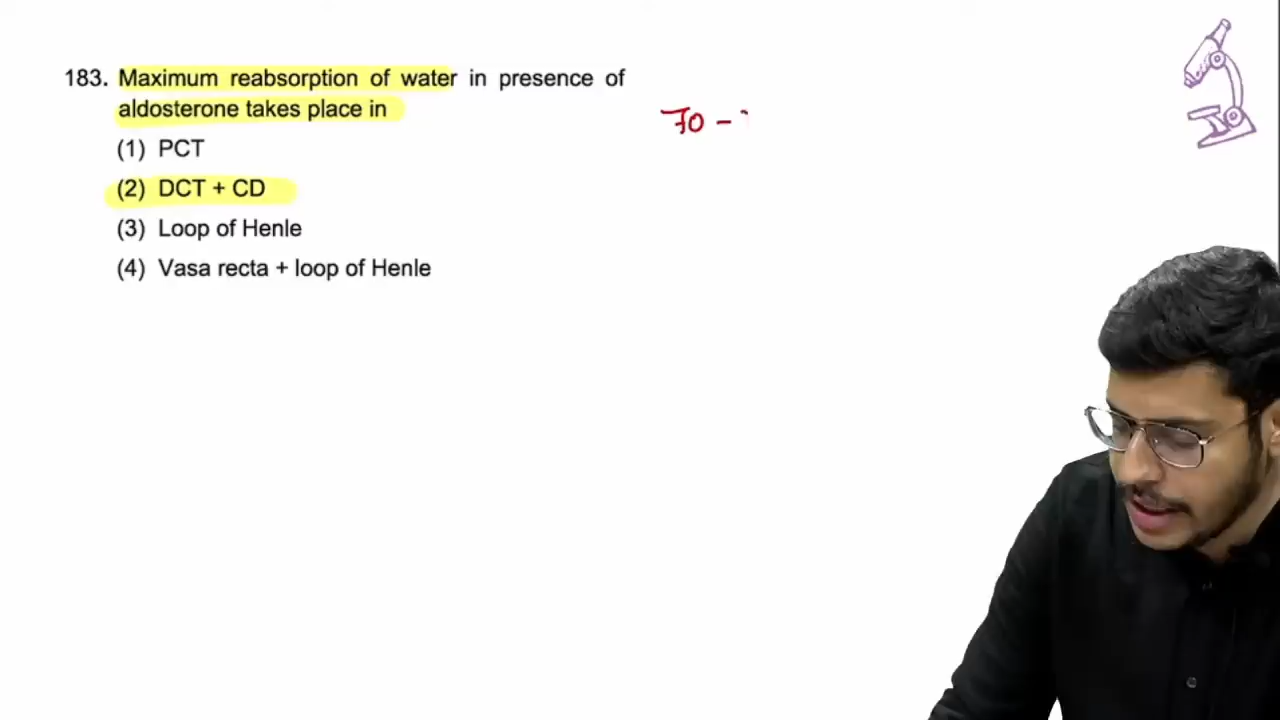 183. Maximum reabsorption of water in presence of
aldosterone takes place in
70 -
(1) PCT
(2) DCT + CD
(3) Loop of Henle
(4) Vasa recta + loop of Henle